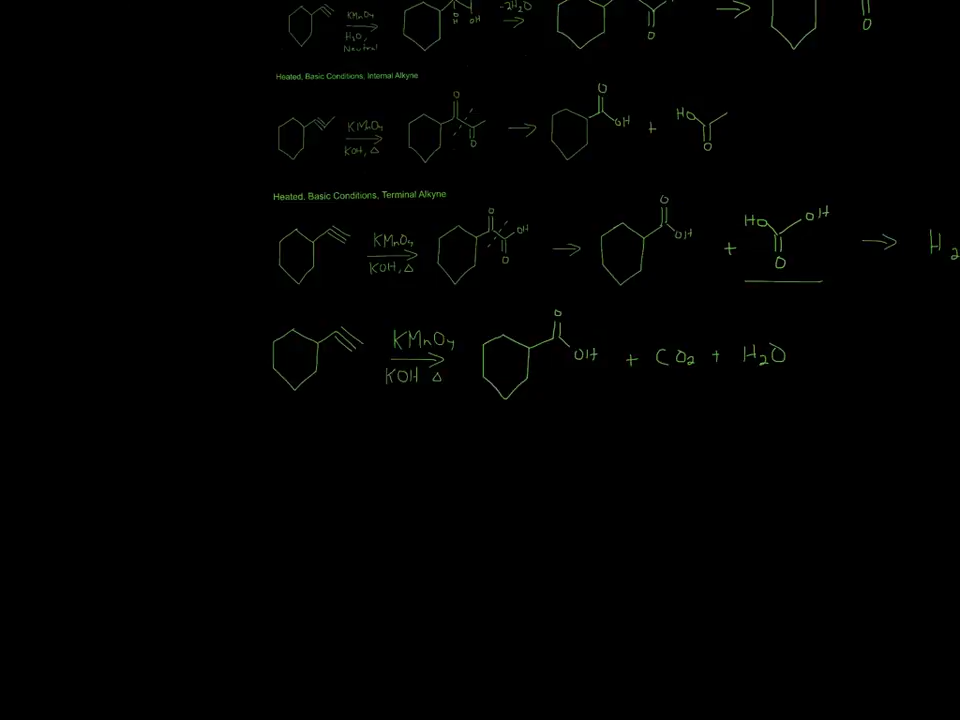 KMnO4 -2H2O
H OH
H2O, O O
Neutral
Heated, Basic Conditions, Internal Alkyne
O O
KMnO4 OH + HO
KOH, Δ O O
Heated, Basic Conditions, Terminal Alkyne
O O HO OH
KMnO4 OH OH + H2
KOH, Δ O O
O
KMnO4 OH + CO2 + H2O
KOH Δ